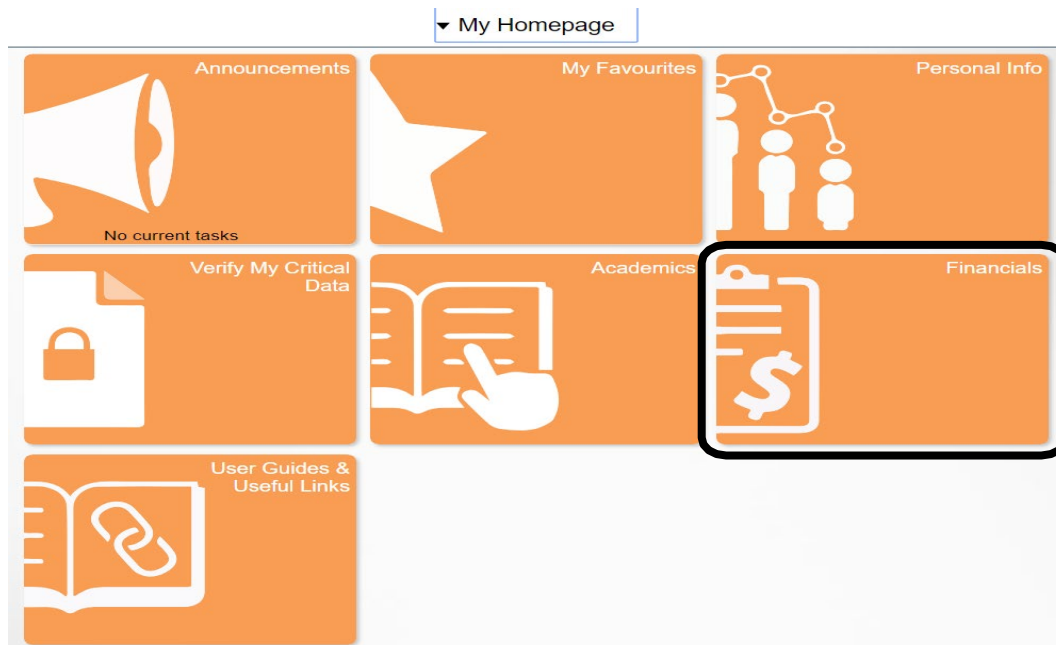 My Homepage
Announcements
No current tasks
My Favourites
Personal Info
Verify My Critical
Data
Academics
Financials
$
User Guides &
Useful Links